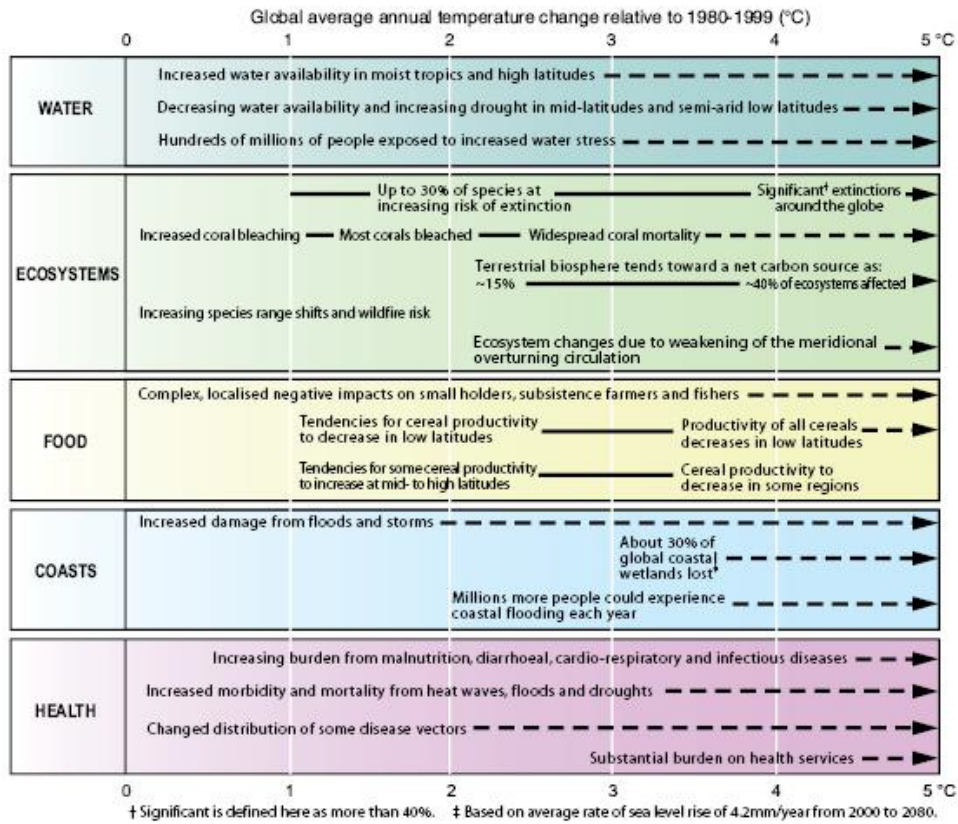 Global average annual temperature change relative to 1980-1999 (°C)
0 1 2 3 4 5 °C
WATER
Increased water availability in moist tropics and high latitudes
Decreasing water availability and increasing drought in mid-latitudes and semi-arid low latitudes
Hundreds of millions of people exposed to increased water stress
ECOSYSTEMS
Up to 30% of species at
increasing risk of extinction
Significant† extinctions
around the globe
Increased coral bleaching Most corals bleached Widespread coral mortality
Terrestrial biosphere tends toward a net carbon source as:
~15% ~40% of ecosystems affected
Increasing species range shifts and wildfire risk
Ecosystem changes due to weakening of the meridional
overturning circulation
FOOD
Complex, localised negative impacts on small holders, subsistence farmers and fishers
Tendencies for cereal productivity
to decrease in low latitudes
Productivity of all cereals
decreases in low latitudes
Tendencies for some cereal productivity
to increase at mid- to high latitudes
Cereal productivity to
decrease in some regions
COASTS
Increased damage from floods and storms
About 30% of
global coastal
wetlands lost‡
Millions more people could experience
coastal flooding each year
HEALTH
Increasing burden from malnutrition, diarrhoeal, cardio-respiratory and infectious diseases
Increased morbidity and mortality from heat waves, floods and droughts
Changed distribution of some disease vectors
Substantial burden on health services
0 1 2 3 4 5 °C
† Significant is defined here as more than 40%. ‡ Based on average rate of sea level rise of 4.2mm/year from 2000 to 2080.